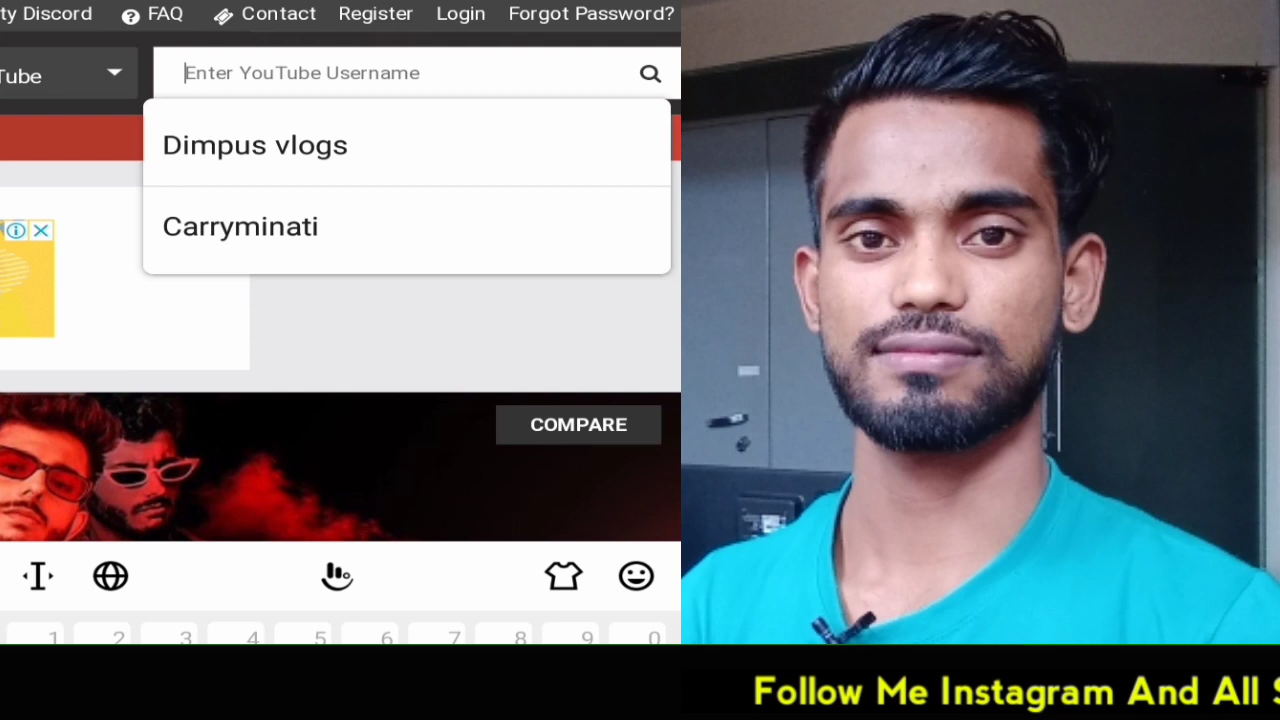 ty Discord FAQ Contact Register Login Forgot Password?
Tube
Enter YouTube Username
Dimpus vlogs
Carryminati
COMPARE
1 2 3 4 5 6 7 8 9 0
Follow Me Instagram And All S